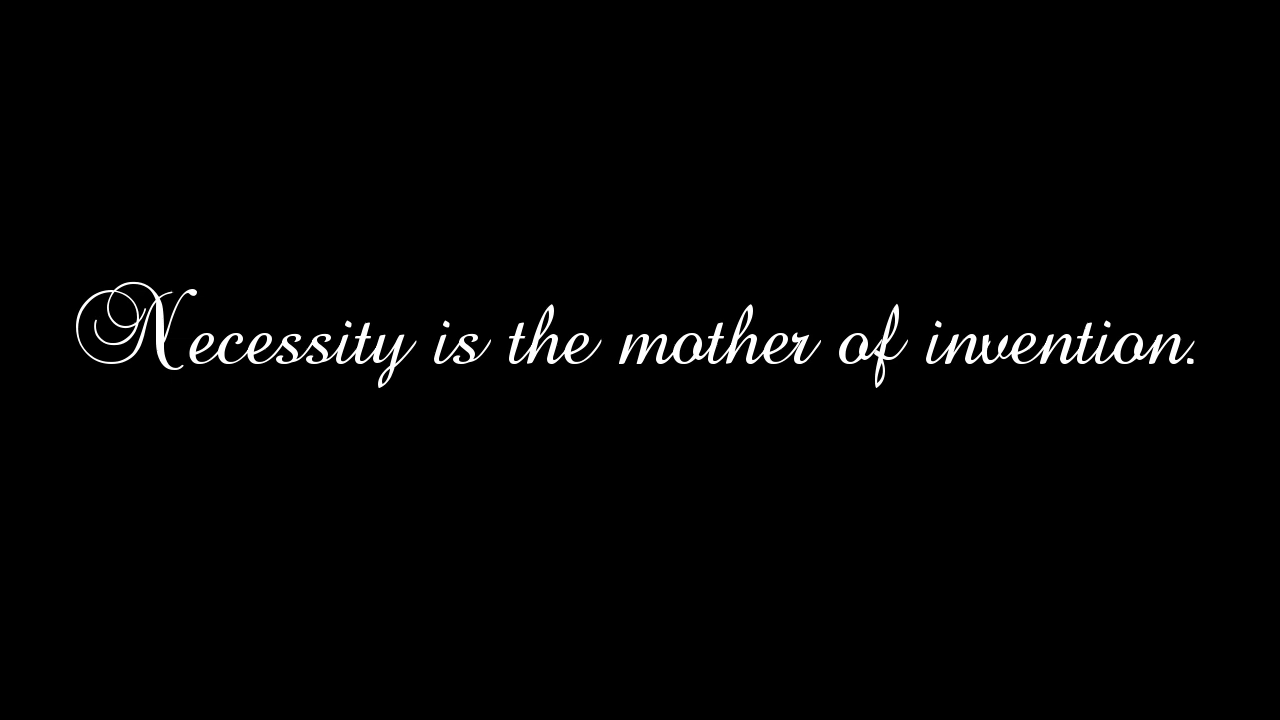 Necessity is the mother of invention.